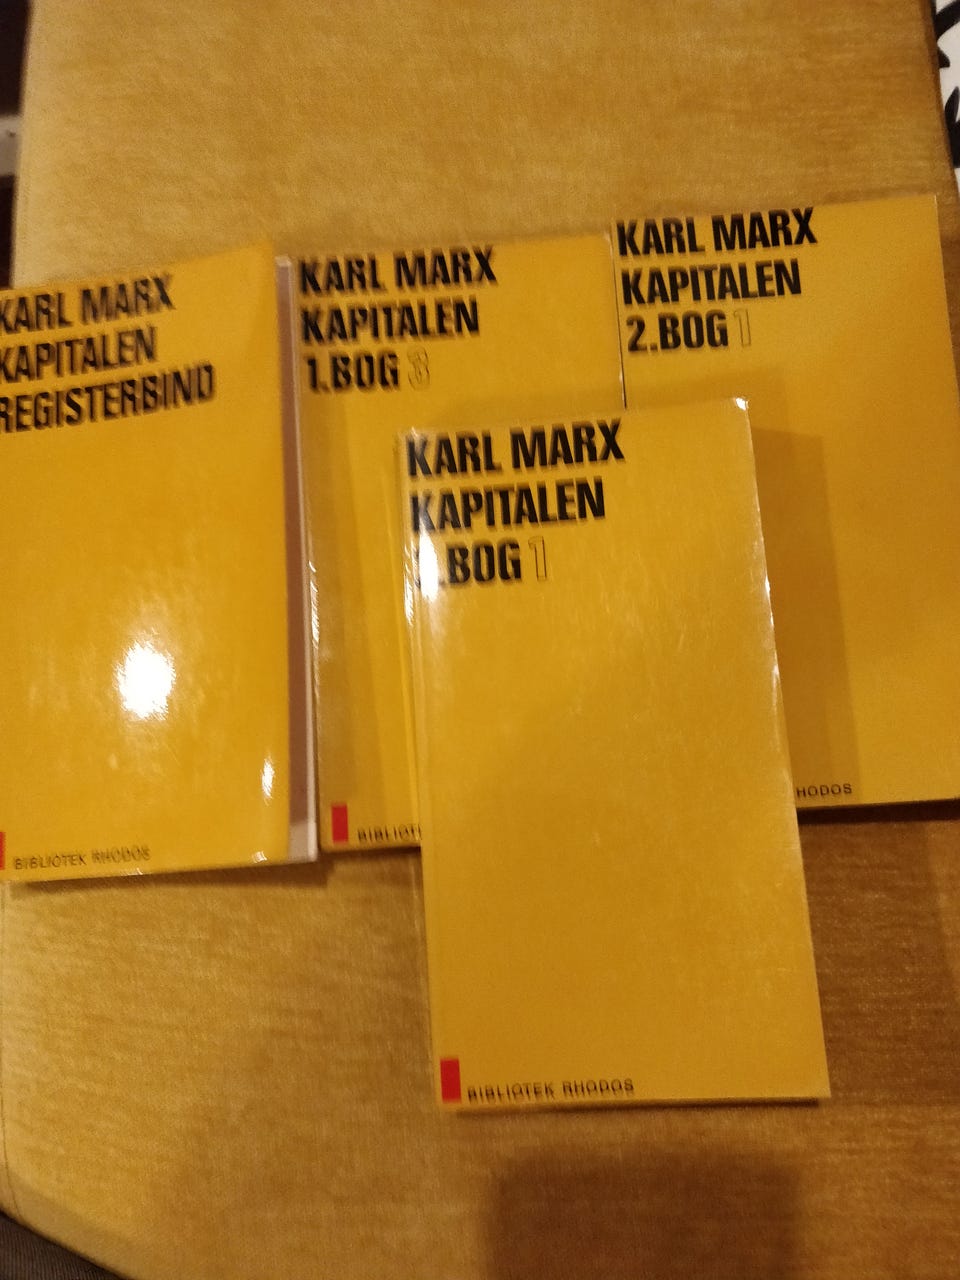 KARL MARX
KAPITALEN
REGISTERBIND
BIBLIOTEK RHODOS
KARL MARX
KAPITALEN
1.BOG 3
KARL MARX
KAPITALEN
2.BOG 1
HODOS
KARL MARX
KAPITALEN
.BOG 1
BIBLIOTEK RHODOS